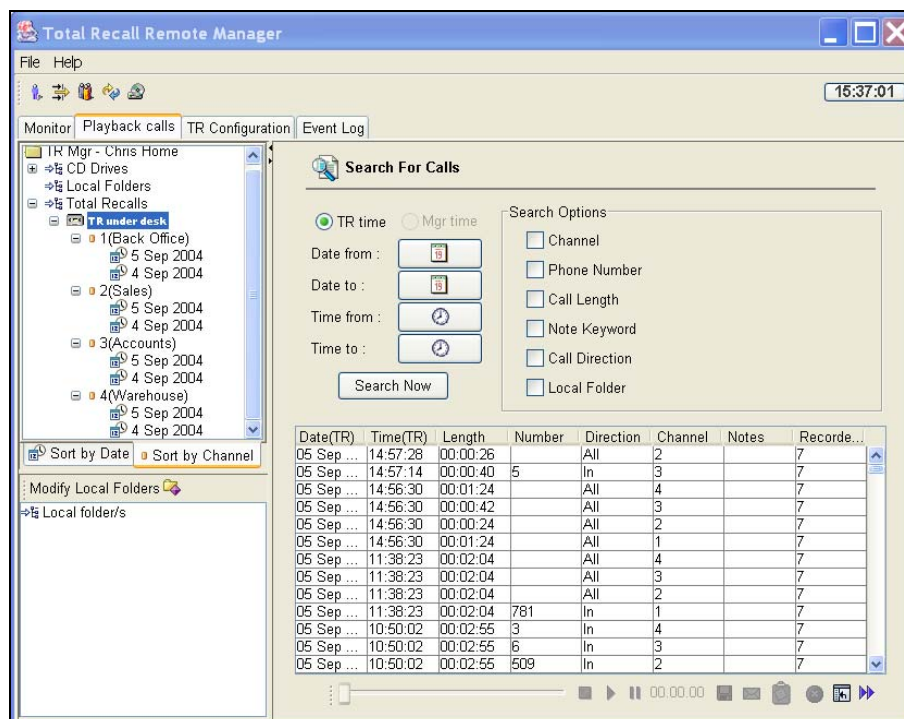 Total Recall Remote Manager
File Help
15:37:01
Monitor Playback calls TR Configuration Event Log
TR Mgr - Chris Home
CD Drives
Local Folders
Total Recalls
TR under desk
1(Back Office)
5 Sep 2004
4 Sep 2004
2(Sales)
5 Sep 2004
4 Sep 2004
3(Accounts)
5 Sep 2004
4 Sep 2004
4(Warehouse)
5 Sep 2004
4 Sep 2004
Sort by Date Sort by Channel
Modify Local Folders
Local folder/s
Search For Calls
TR time Mgr time
Date from :
Date to :
Time from :
Time to :
Search Now
Search Options
Channel
Phone Number
Call Length
Note Keyword
Call Direction
Local Folder
Date(TR) Time(TR) Length Number Direction Channel Notes Recorde...
05 Sep ... 14:57:28 00:00:26 All 2 7
05 Sep ... 14:57:14 00:00:40 5 In 3 7
05 Sep ... 14:56:30 00:01:24 All 4 7
05 Sep ... 14:56:30 00:00:42 All 3 7
05 Sep ... 14:56:30 00:00:24 All 2 7
05 Sep ... 14:56:30 00:01:24 All 1 7
05 Sep ... 11:38:23 00:02:04 All 4 7
05 Sep ... 11:38:23 00:02:04 All 3 7
05 Sep ... 11:38:23 00:02:04 All 2 7
05 Sep ... 11:38:23 00:02:04 781 In 1 7
05 Sep ... 10:50:02 00:02:55 3 In 4 7
05 Sep ... 10:50:02 00:02:55 6 In 3 7
05 Sep ... 10:50:02 00:02:55 509 In 2 7
00.00.00